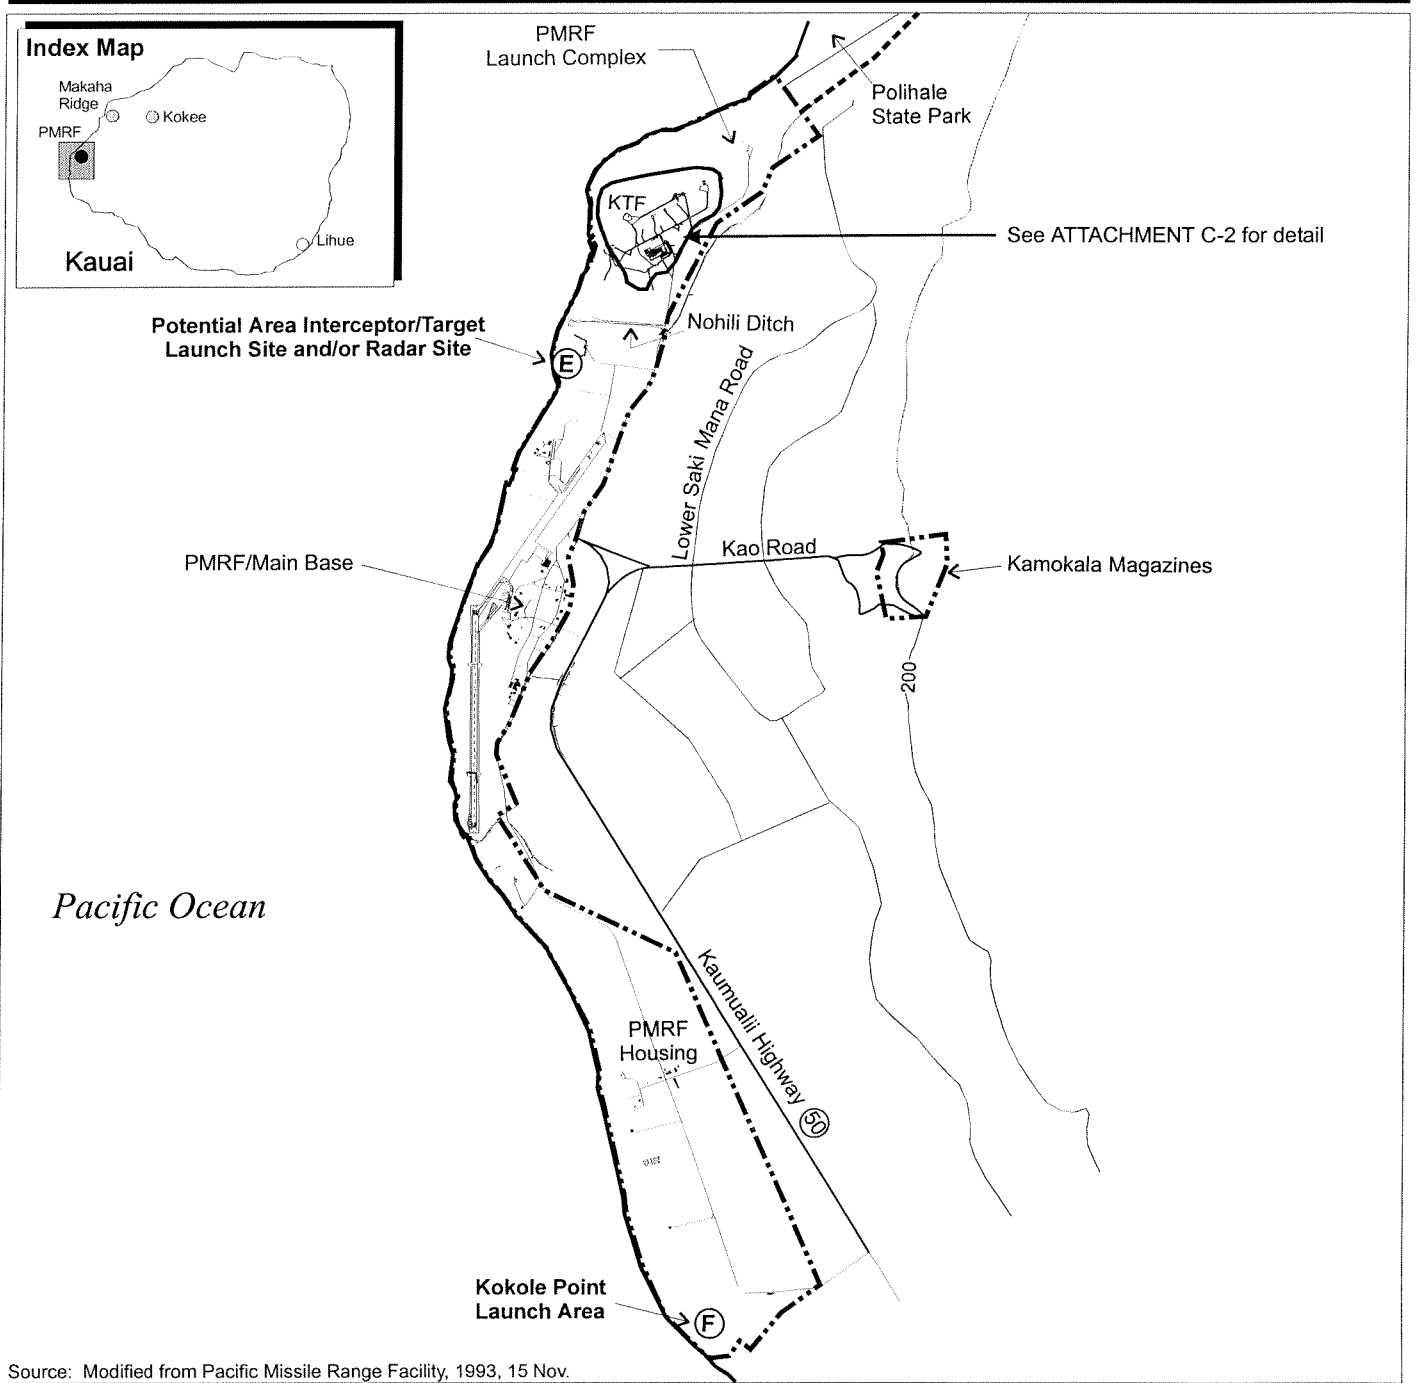 Index Map
Makaha
Ridge
Kokee
PMRF
Lihue
Kauai
PMRF
Launch Complex
Polihale
State Park
KTF
See ATTACHMENT C-2 for detail
Potential Area Interceptor/Target
Launch Site and/or Radar Site
E
Nohili Ditch
Lower Saki Mana Road
Kao Road
PMRF/Main Base
Kamokala Magazines
200
Pacific Ocean
Kaumualii Highway 50
PMRF
Housing
Kokole Point
Launch Area
F
Source: Modified from Pacific Missile Range Facility, 1993, 15 Nov.